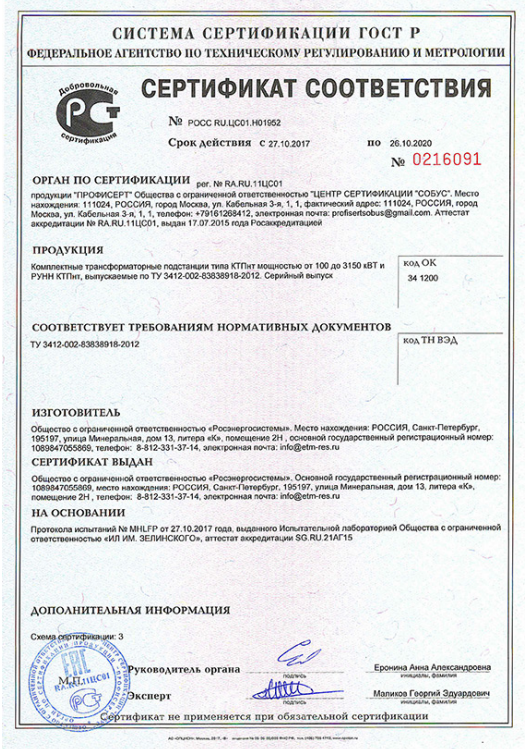 СИСТЕМА СЕРТИФИКАЦИИ ГОСТ Р
ФЕДЕРАЛЬНОЕ АГЕНТСТВО ПО ТЕХНИЧЕСКОМУ РЕГУЛИРОВАНИЮ И МЕТРОЛОГИИ
Добровольная
сертификация
СЕРТИФИКАТ СООТВЕТСТВИЯ
№ РОСС RU.ЦС01.Н01952
Срок действия с 27.10.2017 по 26.10.2020
№ 0216091
ОРГАН ПО СЕРТИФИКАЦИИ рег. № RA.RU.11ЦС01
продукции "ПРОФИСЕРТ" Общества с ограниченной ответственностью "ЦЕНТР СЕРТИФИКАЦИИ "СОБУС". Место
нахождения: 111024, РОССИЯ, город Москва, ул. Кабельная 3-я, 1, 1, фактический адрес: 111024, РОССИЯ, город
Москва, ул. Кабельная 3-я, 1, 1, телефон: +79161268412, электронная почта: profisertsobus@gmail.com. Аттестат
аккредитации № RA.RU.11ЦС01, выдан 17.07.2015 года Росаккредитацией
ПРОДУКЦИЯ
Комплектные трансформаторные подстанции типа КТПнт мощностью от 100 до 3150 кВТ и
РУНН КТПнт, выпускаемые по ТУ 3412-002-83838918-2012. Серийный выпуск
код ОК
34 1200
СООТВЕТСТВУЕТ ТРЕБОВАНИЯМ НОРМАТИВНЫХ ДОКУМЕНТОВ
ТУ 3412-002-83838918-2012
код ТН ВЭД
ИЗГОТОВИТЕЛЬ
Общество с ограниченной ответственностью «Росэнергосистемы». Место нахождения: РОССИЯ, Санкт-Петербург,
195197, улица Минеральная, дом 13, литера «К», помещение 2Н , основной государственный регистрационный номер:
1089847055869, телефон: 8-812-331-37-14, электронная почта: info@etm-res.ru
СЕРТИФИКАТ ВЫДАН
Общество с ограниченной ответственностью «Росэнергосистемы». Основной государственный регистрационный номер:
1089847055869, место нахождения: РОССИЯ, Санкт-Петербург, 195197, улица Минеральная, дом 13, литера «К»,
помещение 2Н , телефон: 8-812-331-37-14, электронная почта: info@etm-res.ru
НА ОСНОВАНИИ
Протокола испытаний № MHLFP от 27.10.2017 года, выданного Испытательной лабораторией Общества с ограниченной
ответственностью «ИЛ ИМ. ЗЕЛИНСКОГО», аттестат аккредитации SG.RU.21АГ15
ДОПОЛНИТЕЛЬНАЯ ИНФОРМАЦИЯ
Схема сертификации: 3
М.П.
RA.RU.11ЦС01
Руководитель органа
подпись
Еронина Анна Александровна
инициалы, фамилия
Эксперт
подпись
Маликов Георгий Эдуардович
инициалы, фамилия
Сертификат не применяется при обязательной сертификации